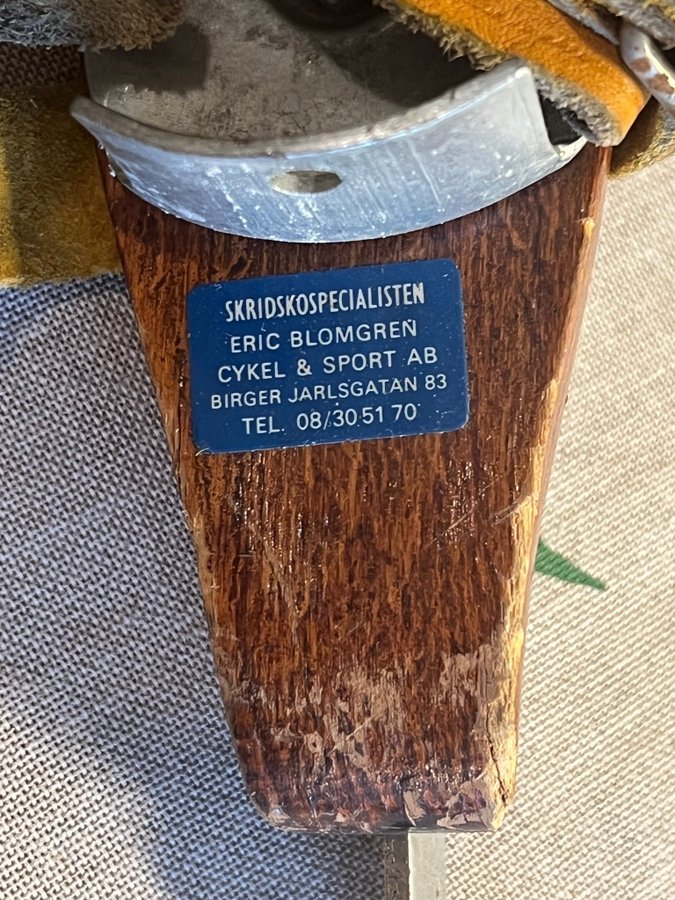 SKRIDSKOSPECIALISTEN
ERIC BLOMGREN
CYKEL & SPORT AB
BIRGER JARLSGATAN 83
TEL. 08/30 51 70